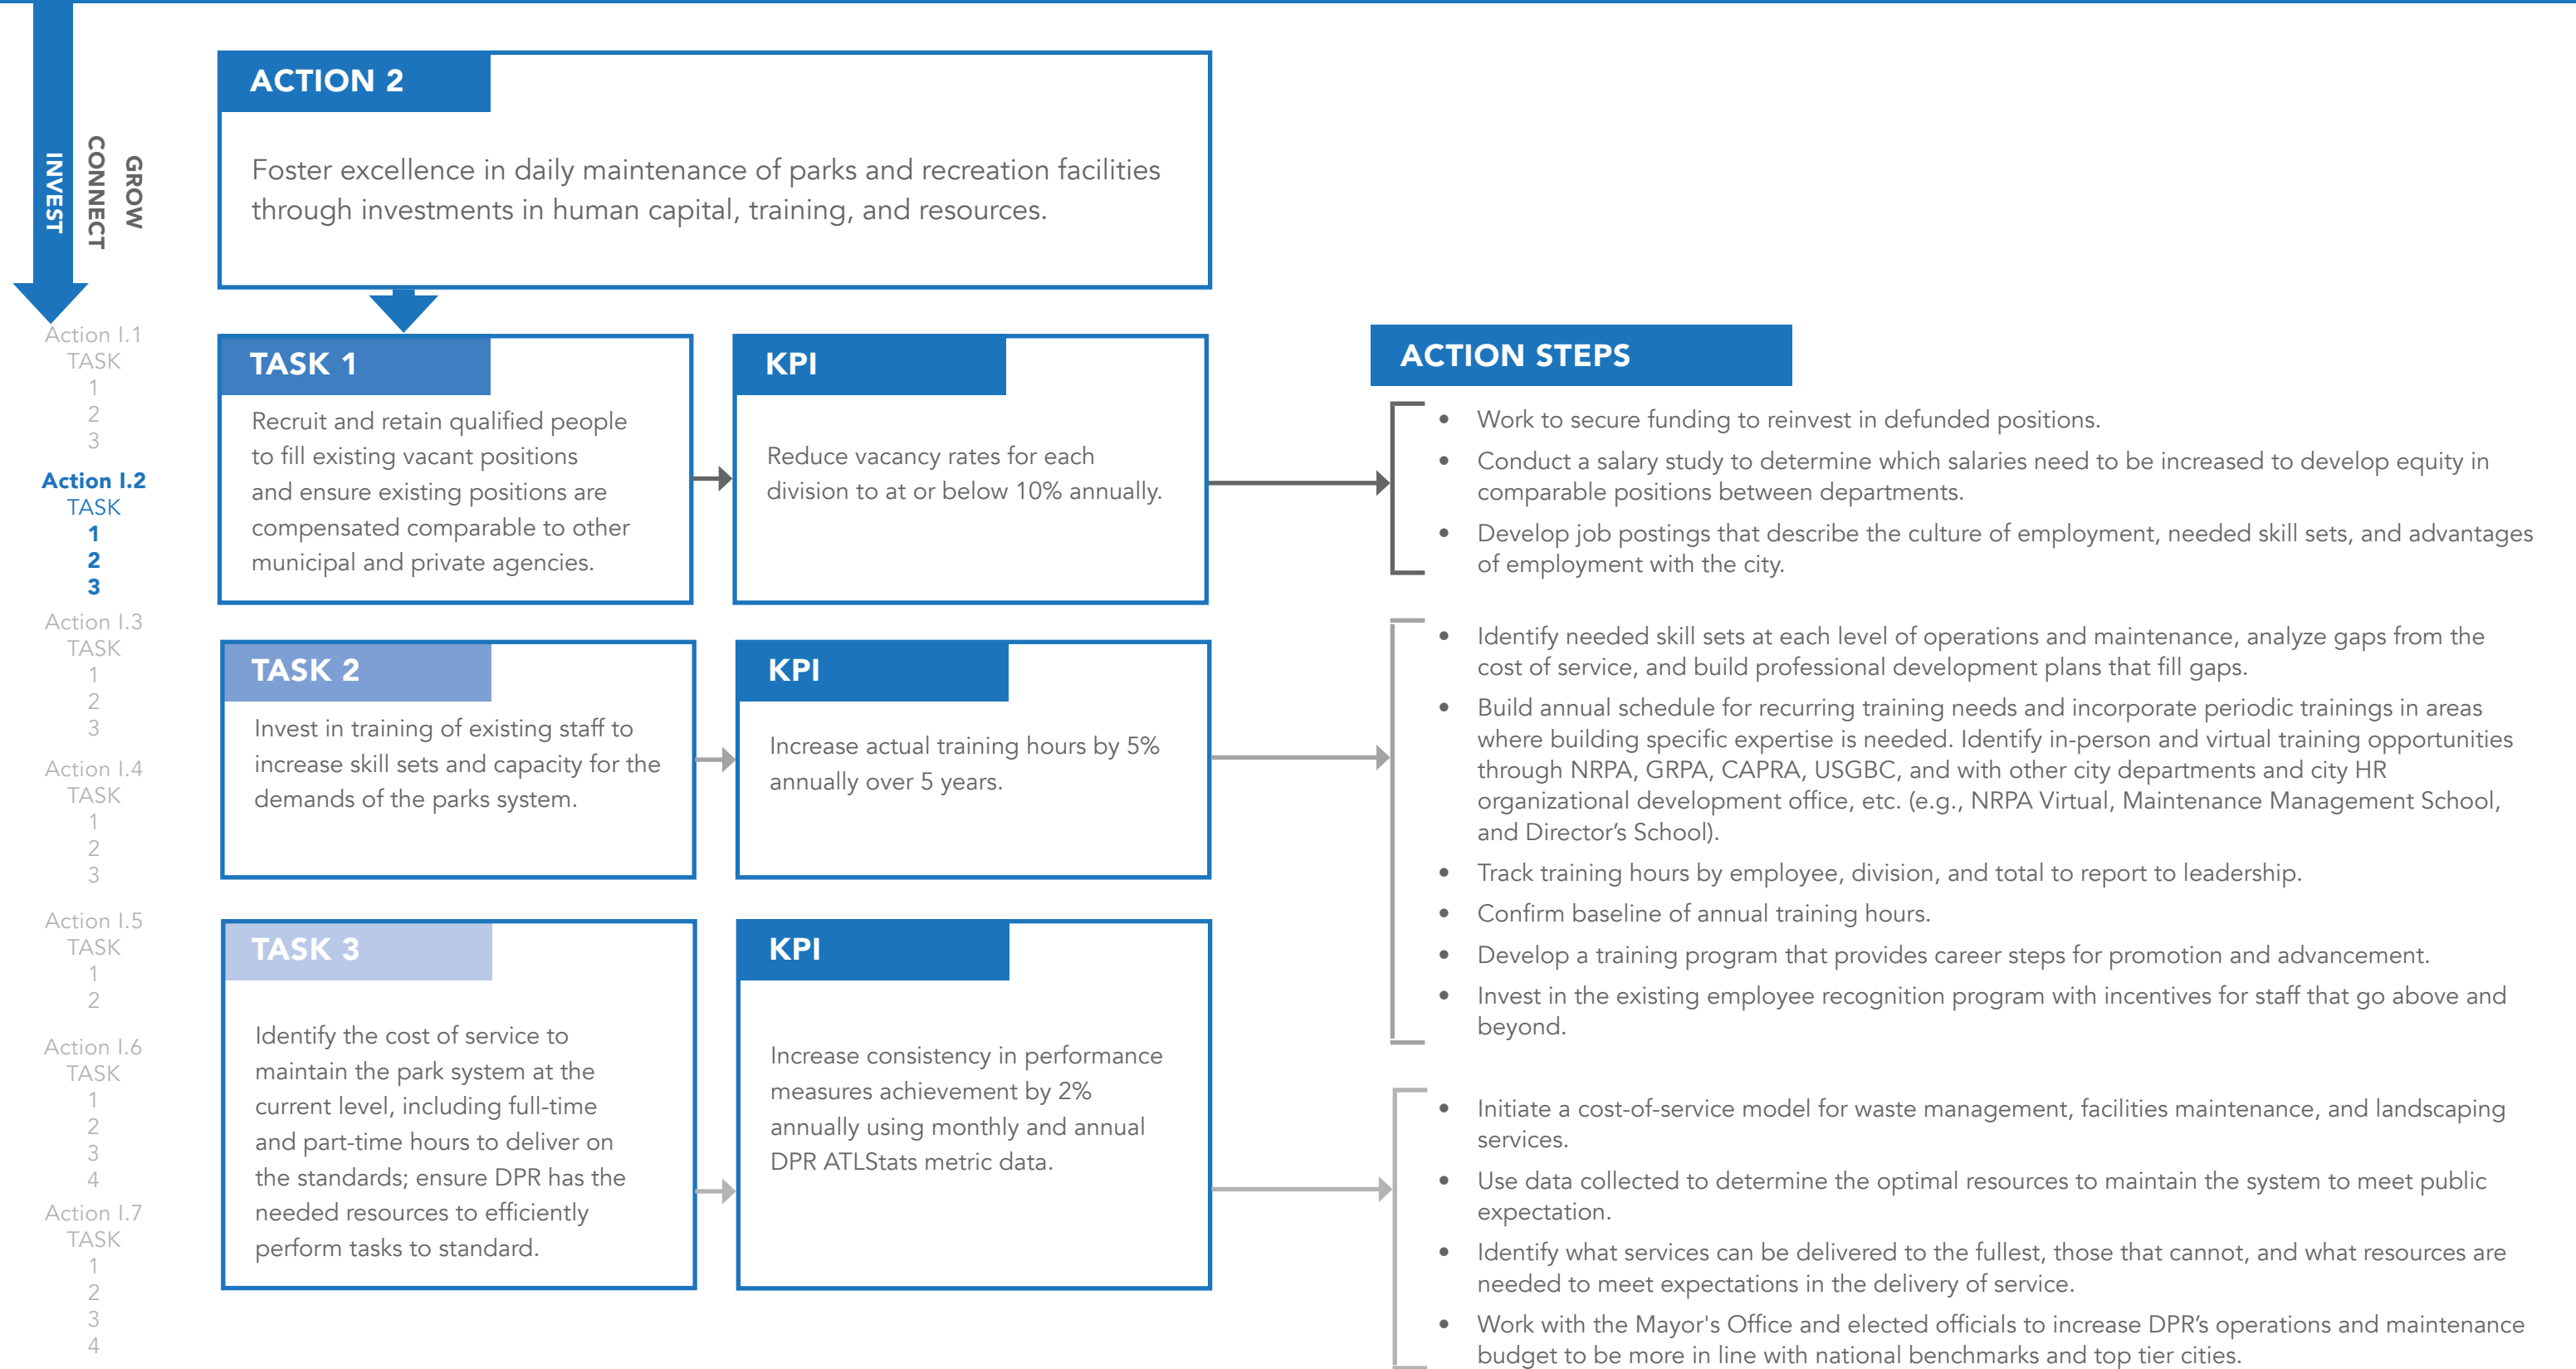 GROW
CONNECT
INVEST
Action I.1
TASK
1
2
3
Action I.2
TASK
1
2
3
Action I.3
TASK
1
2
3
Action I.4
TASK
1
2
3
Action I.5
TASK
1
2
Action I.6
TASK
1
2
3
4
Action I.7
TASK
1
2
3
4
ACTION 2
Foster excellence in daily maintenance of parks and recreation facilities
through investments in human capital, training, and resources.
TASK 1
Recruit and retain qualified people
to fill existing vacant positions
and ensure existing positions are
compensated comparable to other
municipal and private agencies.
KPI
Reduce vacancy rates for each
division to at or below 10% annually.
ACTION STEPS
• Work to secure funding to reinvest in defunded positions.
• Conduct a salary study to determine which salaries need to be increased to develop equity in
comparable positions between departments.
• Develop job postings that describe the culture of employment, needed skill sets, and advantages
of employment with the city.
TASK 2
Invest in training of existing staff to
increase skill sets and capacity for the
demands of the parks system.
KPI
Increase actual training hours by 5%
annually over 5 years.
• Identify needed skill sets at each level of operations and maintenance, analyze gaps from the
cost of service, and build professional development plans that fill gaps.
• Build annual schedule for recurring training needs and incorporate periodic trainings in areas
where building specific expertise is needed. Identify in-person and virtual training opportunities
through NRPA, GRPA, CAPRA, USGBC, and with other city departments and city HR
organizational development office, etc. (e.g., NRPA Virtual, Maintenance Management School,
and Director’s School).
• Track training hours by employee, division, and total to report to leadership.
• Confirm baseline of annual training hours.
• Develop a training program that provides career steps for promotion and advancement.
• Invest in the existing employee recognition program with incentives for staff that go above and
beyond.
TASK 3
Identify the cost of service to
maintain the park system at the
current level, including full-time
and part-time hours to deliver on
the standards; ensure DPR has the
needed resources to efficiently
perform tasks to standard.
KPI
Increase consistency in performance
measures achievement by 2%
annually using monthly and annual
DPR ATLStats metric data.
• Initiate a cost-of-service model for waste management, facilities maintenance, and landscaping
services.
• Use data collected to determine the optimal resources to maintain the system to meet public
expectation.
• Identify what services can be delivered to the fullest, those that cannot, and what resources are
needed to meet expectations in the delivery of service.
• Work with the Mayor's Office and elected officials to increase DPR’s operations and maintenance
budget to be more in line with national benchmarks and top tier cities.